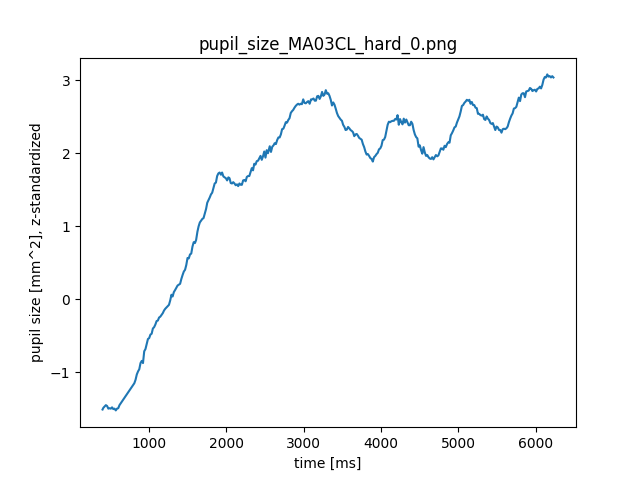 pupil_size_MA03CL_hard_0.png
3
2
1
0
−1
pupil size [mm^2], z-standardized
1000 2000 3000 4000 5000 6000
time [ms]